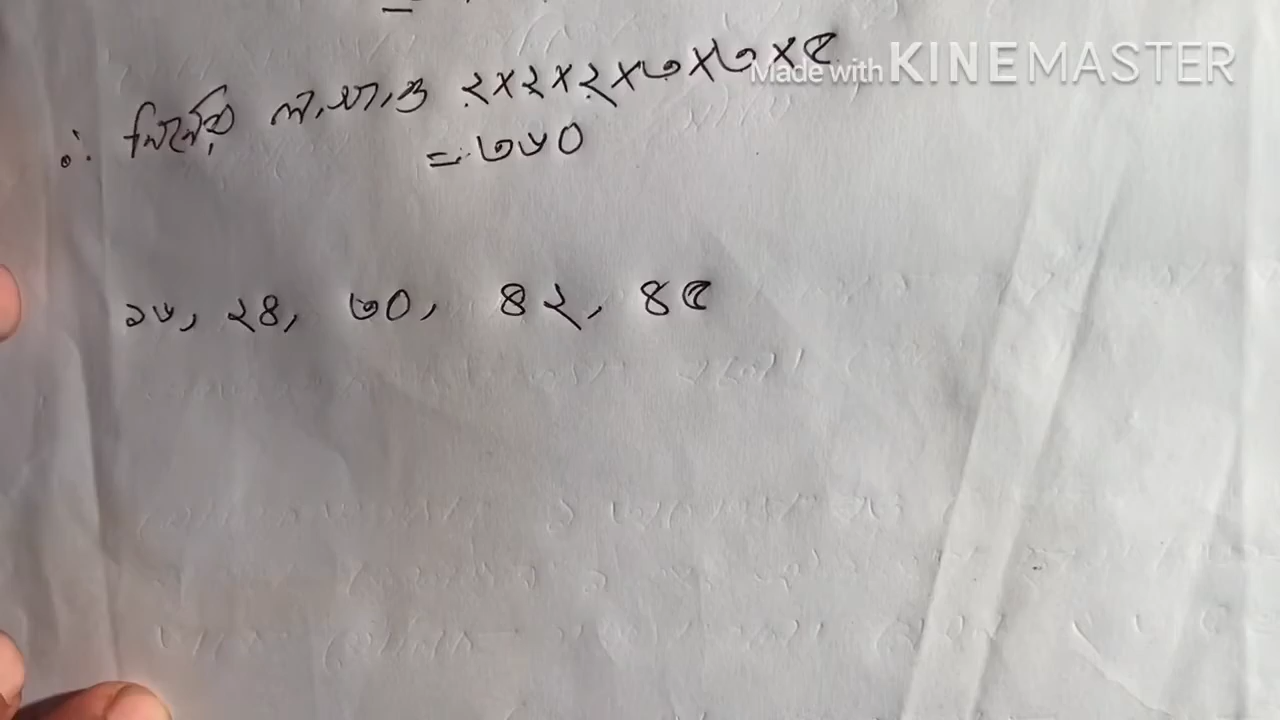 ∴ নির্ণেয় ল,সা,গু ২×২×২×৩×৩×৫
= ৩৬০
১৮, ২৪, ৩০, ৪২, ৪৫
Made with KINEMASTER